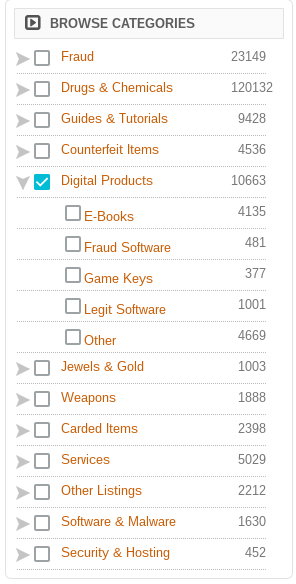 BROWSE CATEGORIES
Fraud 23149
Drugs & Chemicals 120132
Guides & Tutorials 9428
Counterfeit Items 4536
Digital Products 10663
E-Books 4135
Fraud Software 481
Game Keys 377
Legit Software 1001
Other 4669
Jewels & Gold 1003
Weapons 1888
Carded Items 2398
Services 5029
Other Listings 2212
Software & Malware 1630
Security & Hosting 452